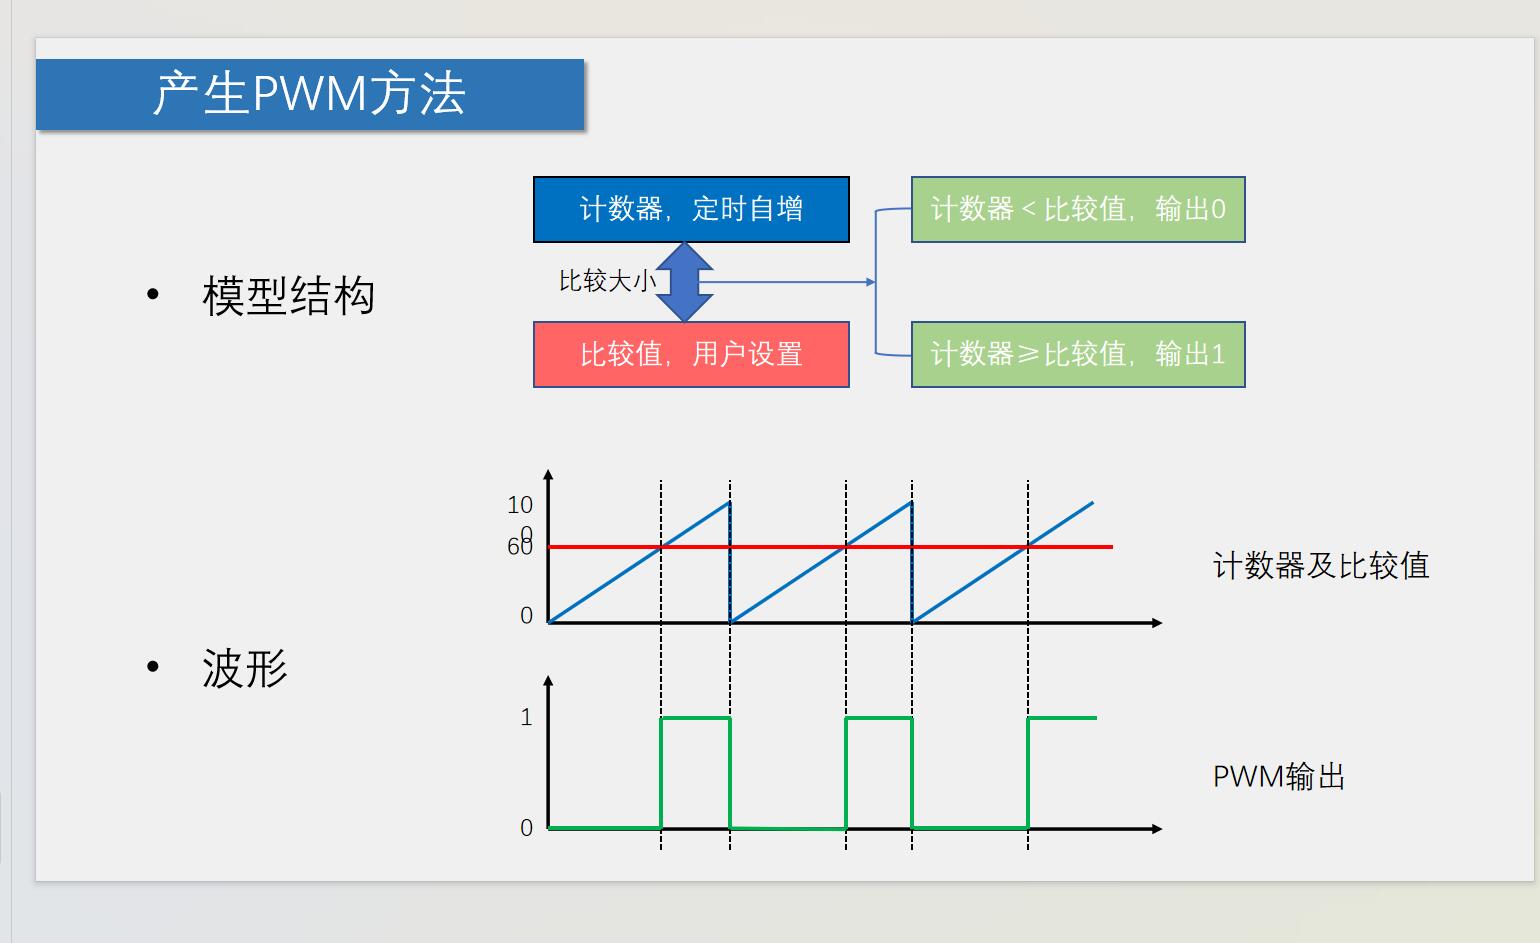 产生PWM方法
计数器，定时自增
计数器 < 比较值，输出0
• 模型结构
比较大小
比较值，用户设置
计数器≥比较值，输出1
10
0
60
0
计数器及比较值
• 波形
1
PWM输出
0